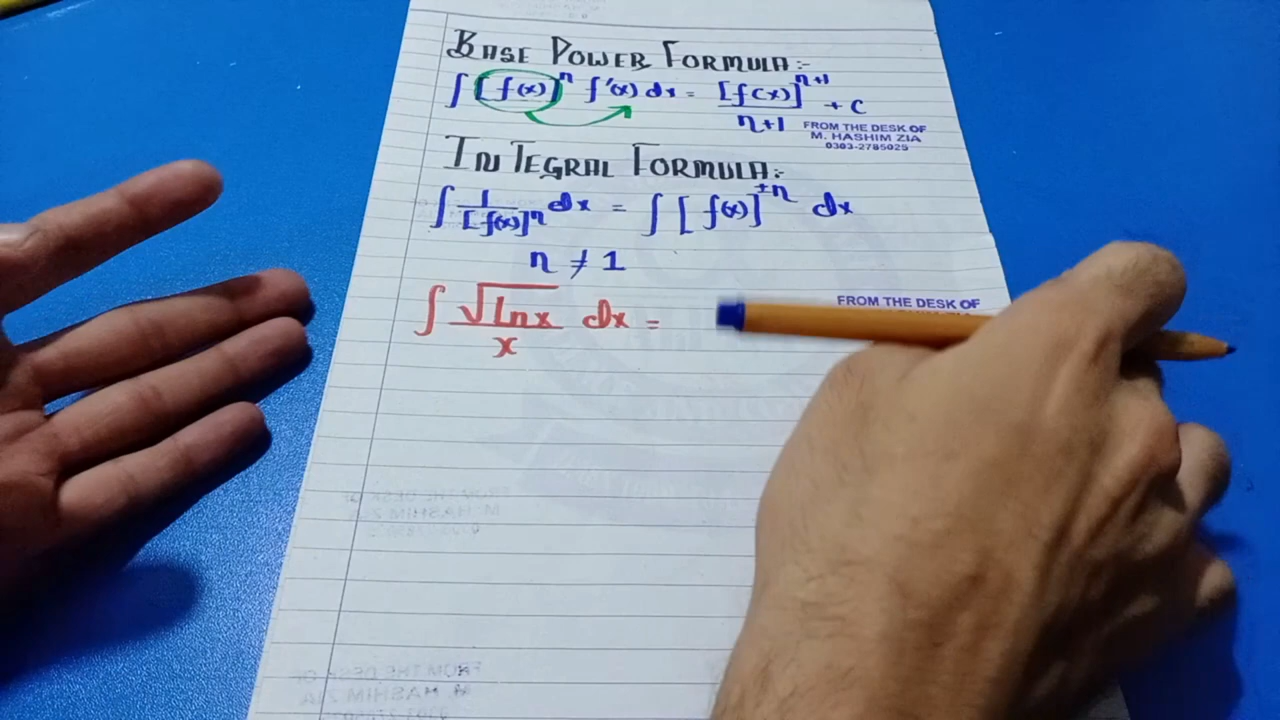 BASE POWER FORMULA:-
∫ [f(x)]^n f'(x) dx = [f(x)]^(n+1) / (n+1) + c
FROM THE DESK OF
M. HASHIM ZIA
0303-2785025
INTEGRAL FORMULA:-
∫ 1/[f(x)]^n dx = ∫ [f(x)]^(±n) dx
n ≠ 1
FROM THE DESK OF
∫ √(ln x) / x dx =